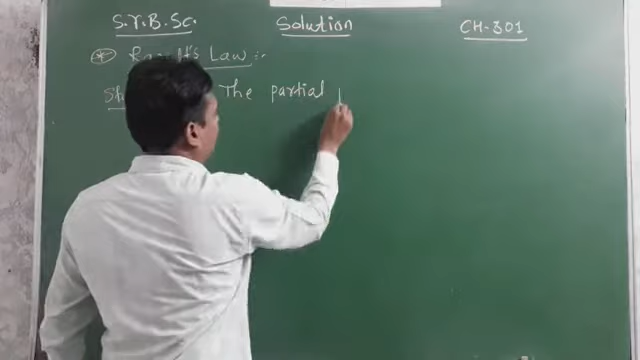 S.Y.B.Sc. Solution CH-301
Law :-
The partial